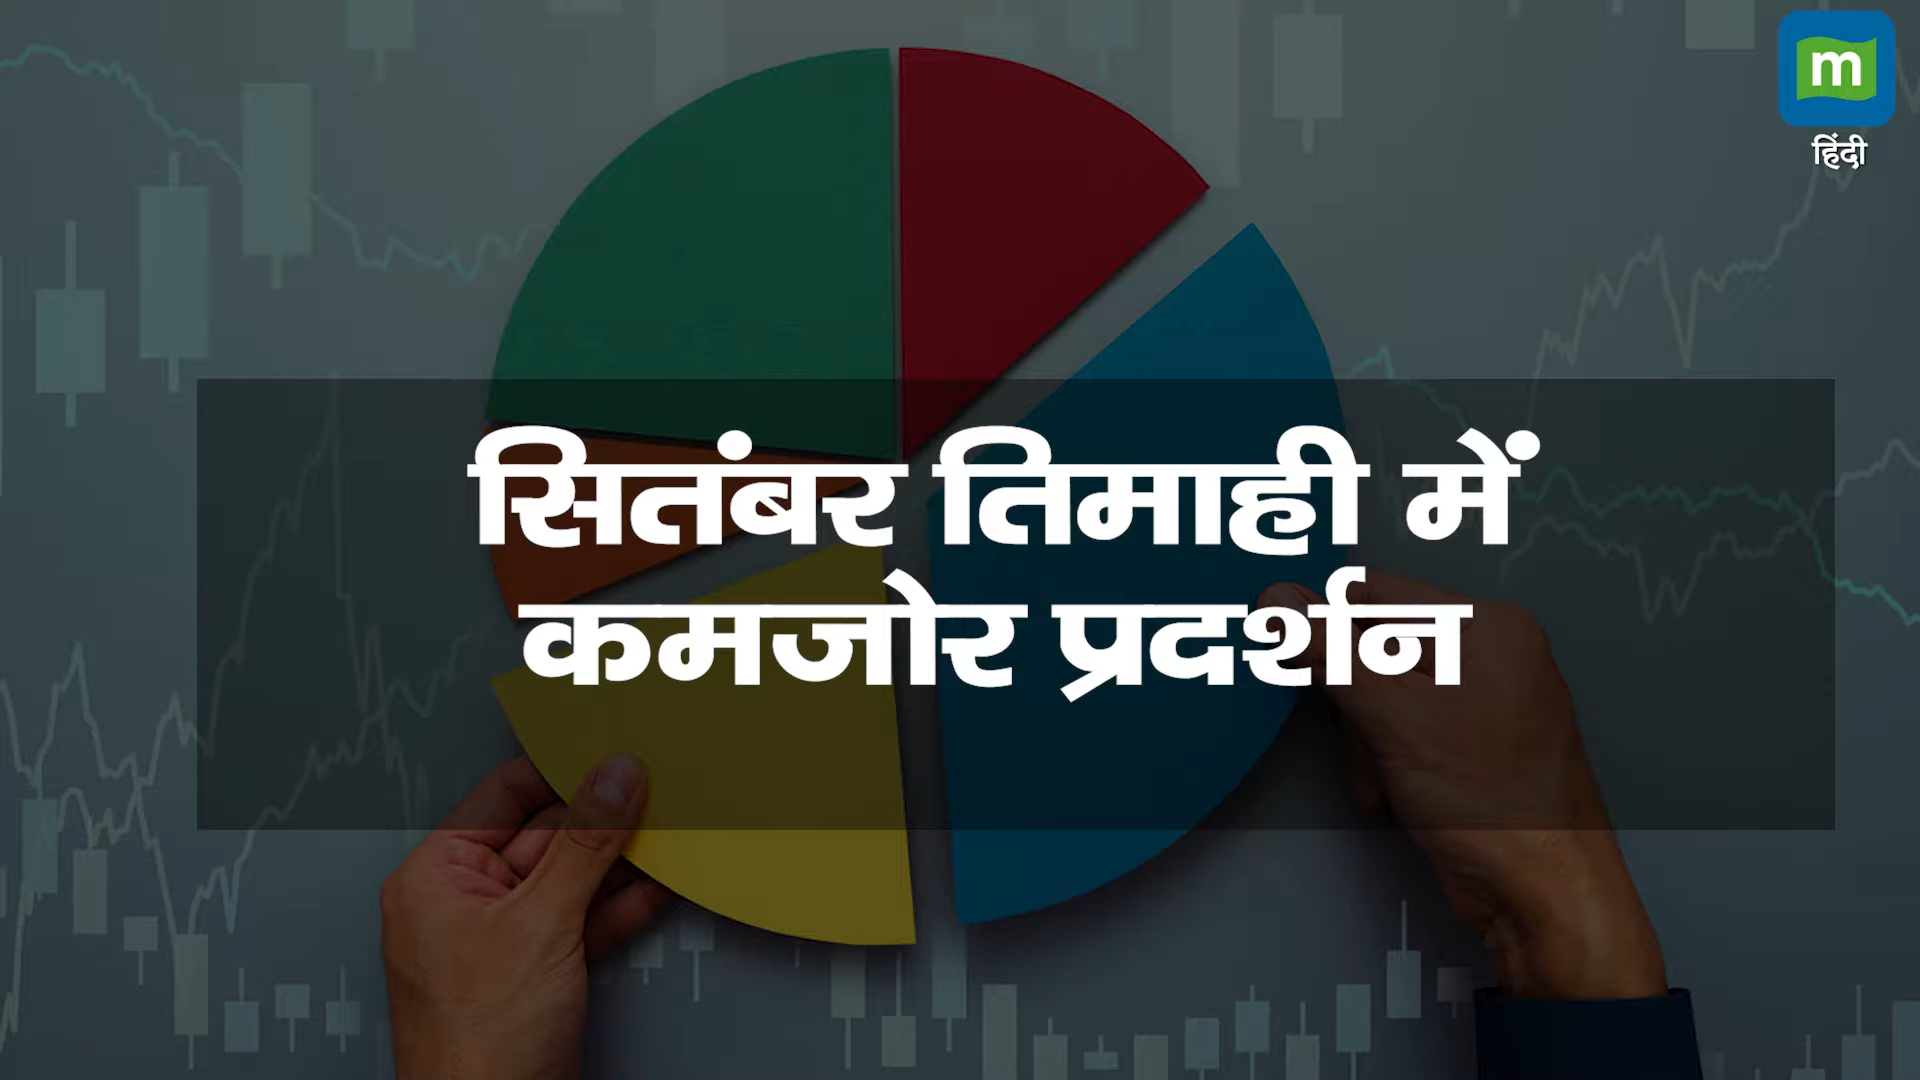 m
हिंदी
सितंबर तिमाही में
कमजोर प्रदर्शन